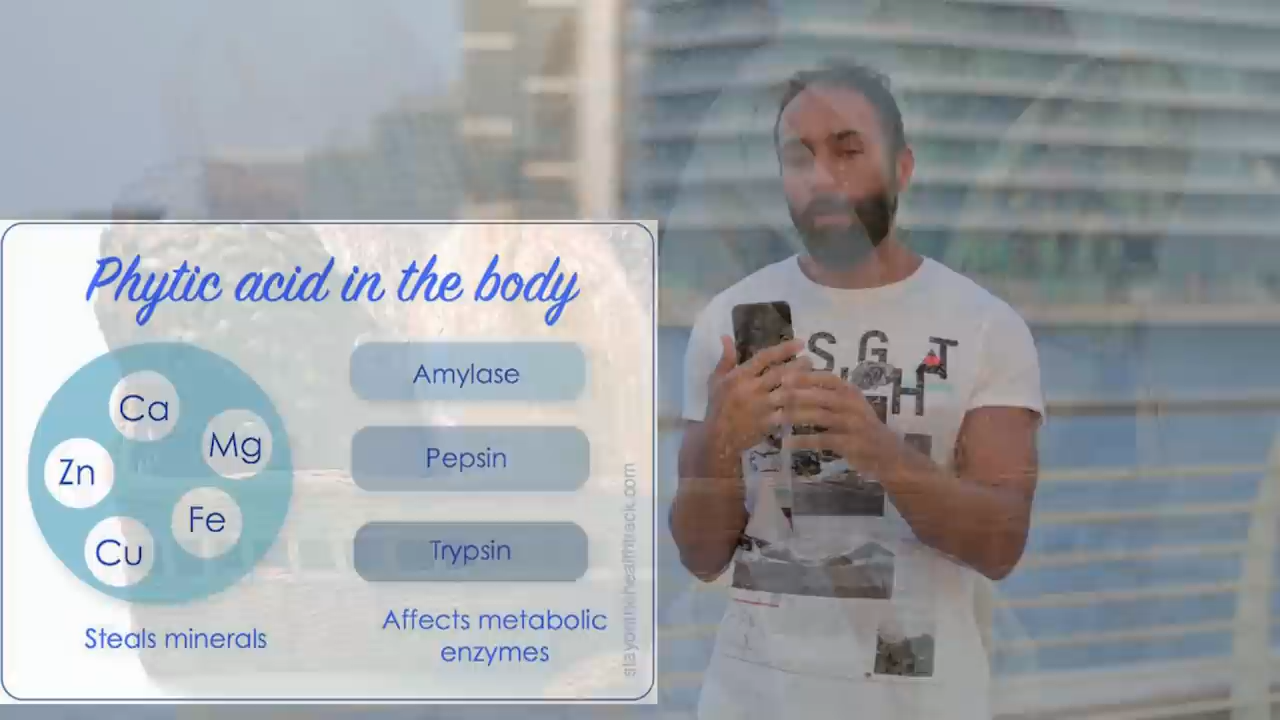 Phytic acid in the body
Ca
Mg
Zn
Fe
Cu
Steals minerals
Amylase
Pepsin
Trypsin
Affects metabolic
enzymes
stayonthehealthtrack.com
S G H T